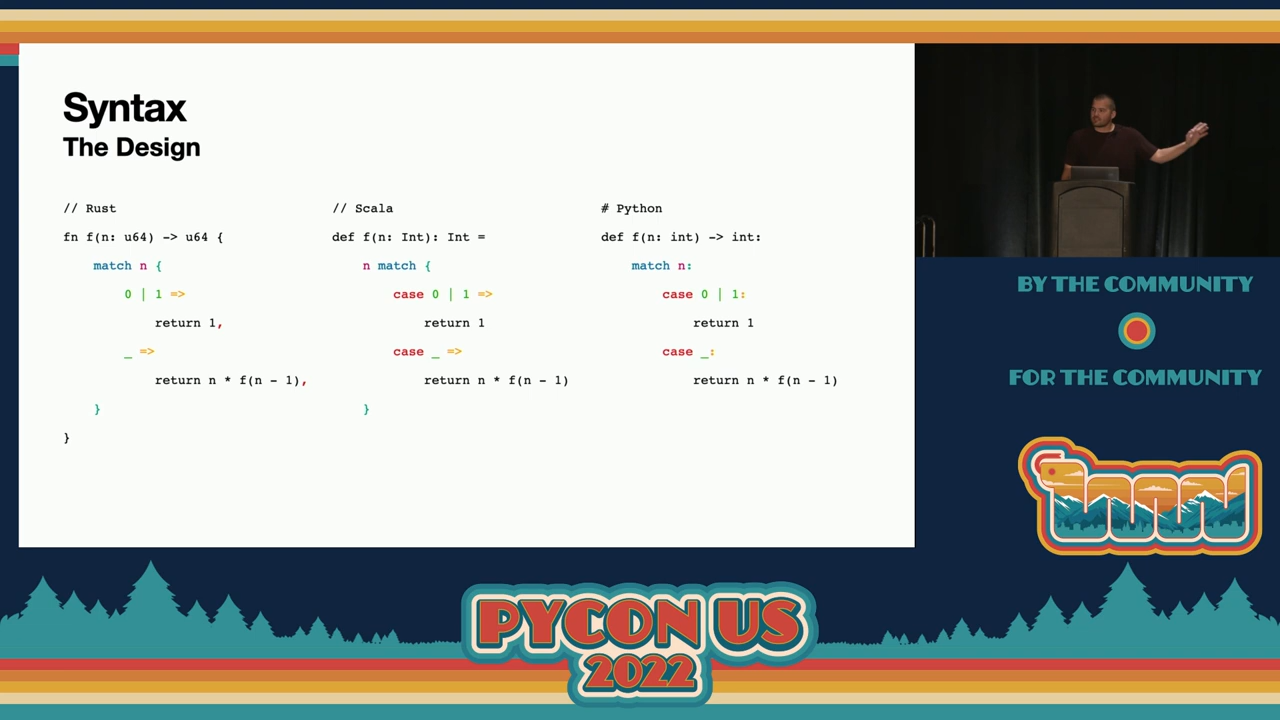 Syntax
The Design
// Rust
fn f(n: u64) -> u64 {
    match n {
        0 | 1 =>
            return 1,
        _ =>
            return n * f(n - 1),
    }
}
// Scala
def f(n: Int): Int =
    n match {
        case 0 | 1 =>
            return 1
        case _ =>
            return n * f(n - 1)
    }
# Python
def f(n: int) -> int:
    match n:
        case 0 | 1:
            return 1
        case _:
            return n * f(n - 1)
BY THE COMMUNITY
FOR THE COMMUNITY
PYCON US
2022